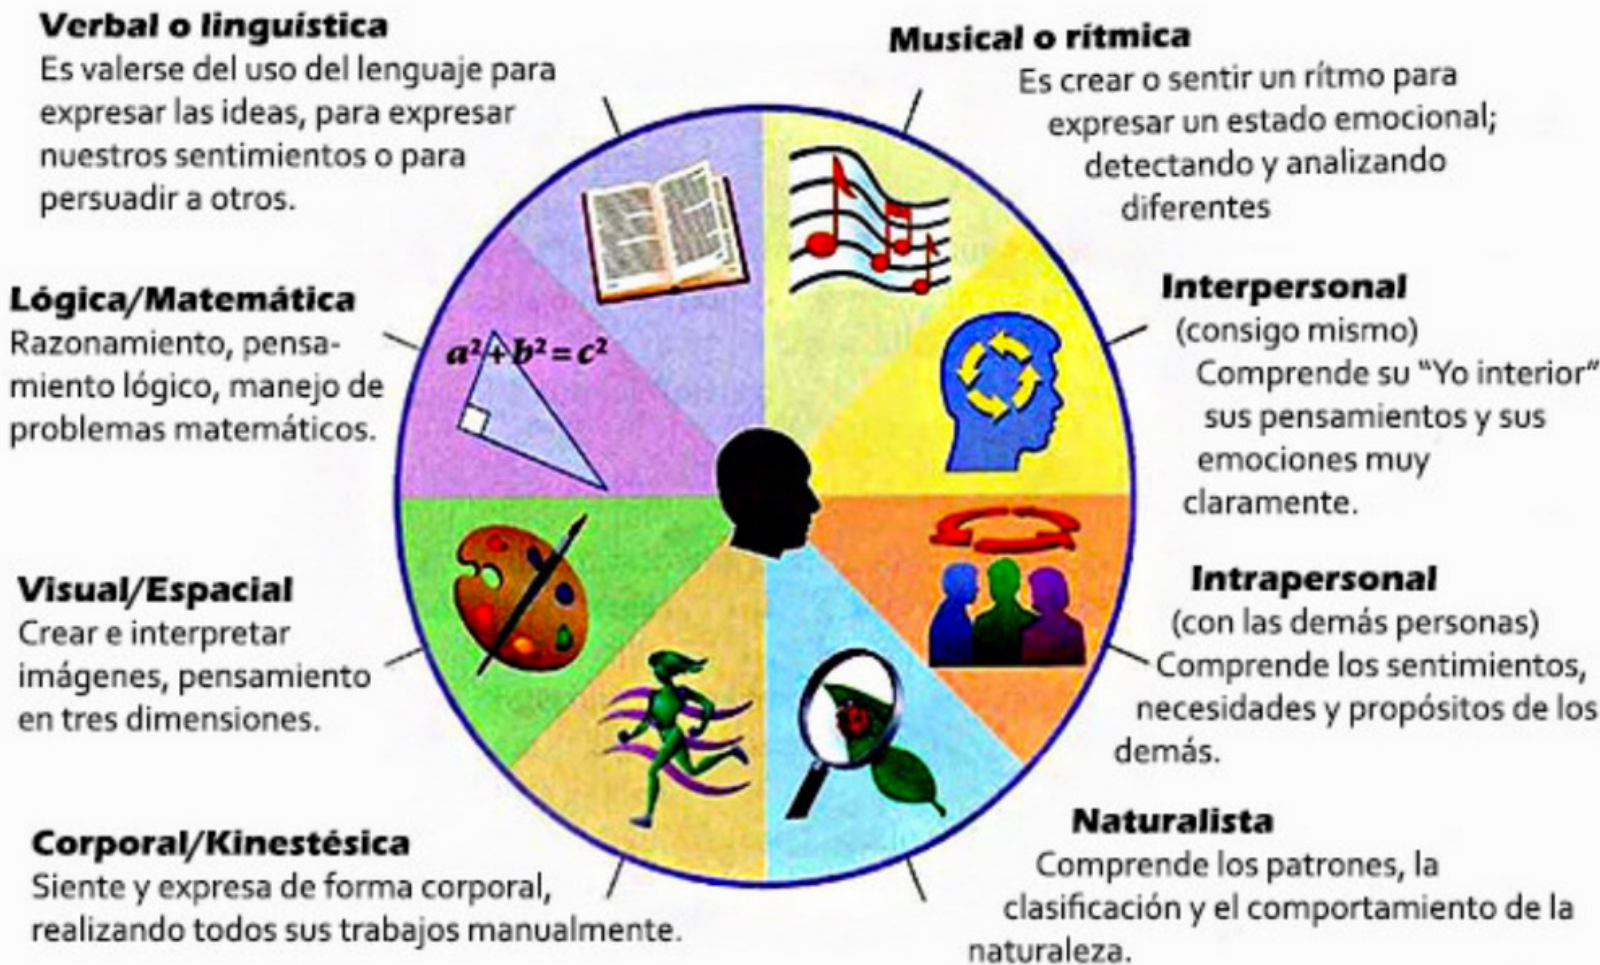 Verbal o linguística
Es valerse del uso del lenguaje para
expresar las ideas, para expresar
nuestros sentimientos o para
persuadir a otros.
Musical o rítmica
Es crear o sentir un rítmo para
expresar un estado emocional;
detectando y analizando
diferentes
Lógica/Matemática
Razonamiento, pensa-
miento lógico, manejo de
problemas matemáticos.
a²+b²=c²
Interpersonal
(consigo mismo)
Comprende su “Yo interior”
sus pensamientos y sus
emociones muy
claramente.
Visual/Espacial
Crear e interpretar
imágenes, pensamiento
en tres dimensiones.
Intrapersonal
(con las demás personas)
Comprende los sentimientos,
necesidades y propósitos de los
demás.
Corporal/Kinestésica
Siente y expresa de forma corporal,
realizando todos sus trabajos manualmente.
Naturalista
Comprende los patrones, la
clasificación y el comportamiento de la
naturaleza.